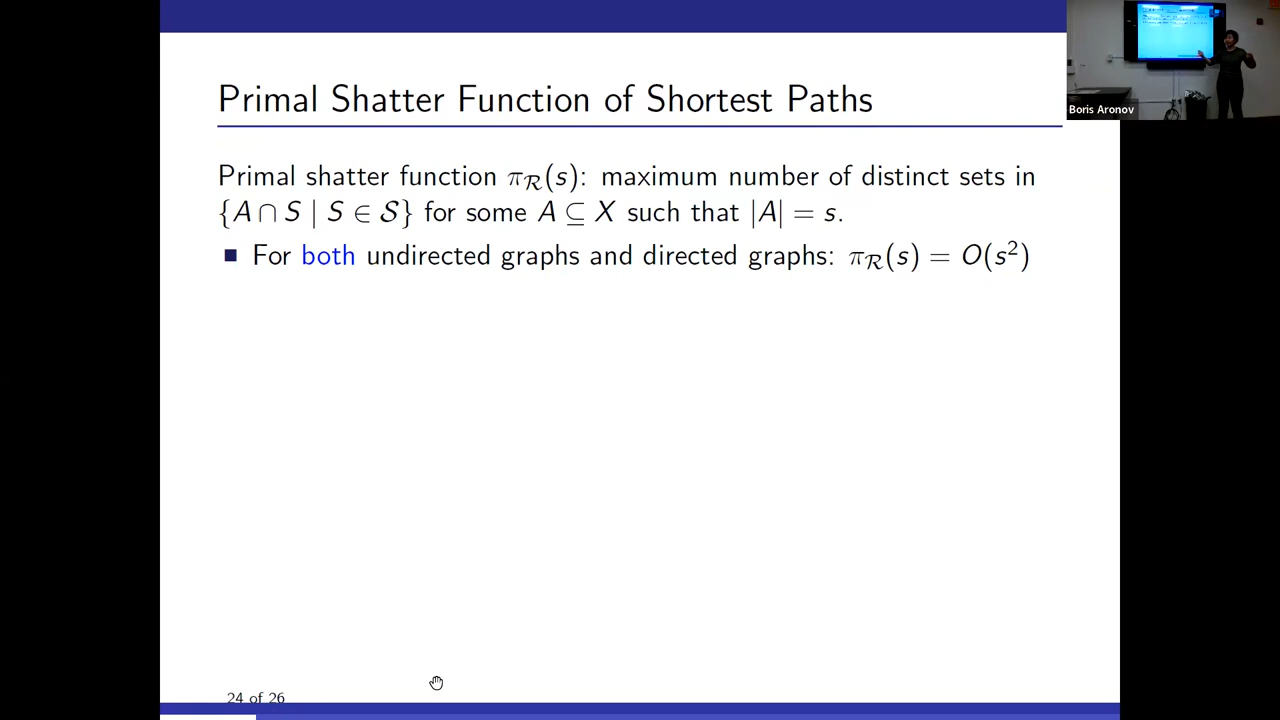 Primal Shatter Function of Shortest Paths
Primal shatter function π_ℛ(s): maximum number of distinct sets in
{A ∩ S | S ∈ 𝒮} for some A ⊆ X such that |A| = s.
■ For both undirected graphs and directed graphs: π_ℛ(s) = O(s²)
24 of 26
Boris Aronov